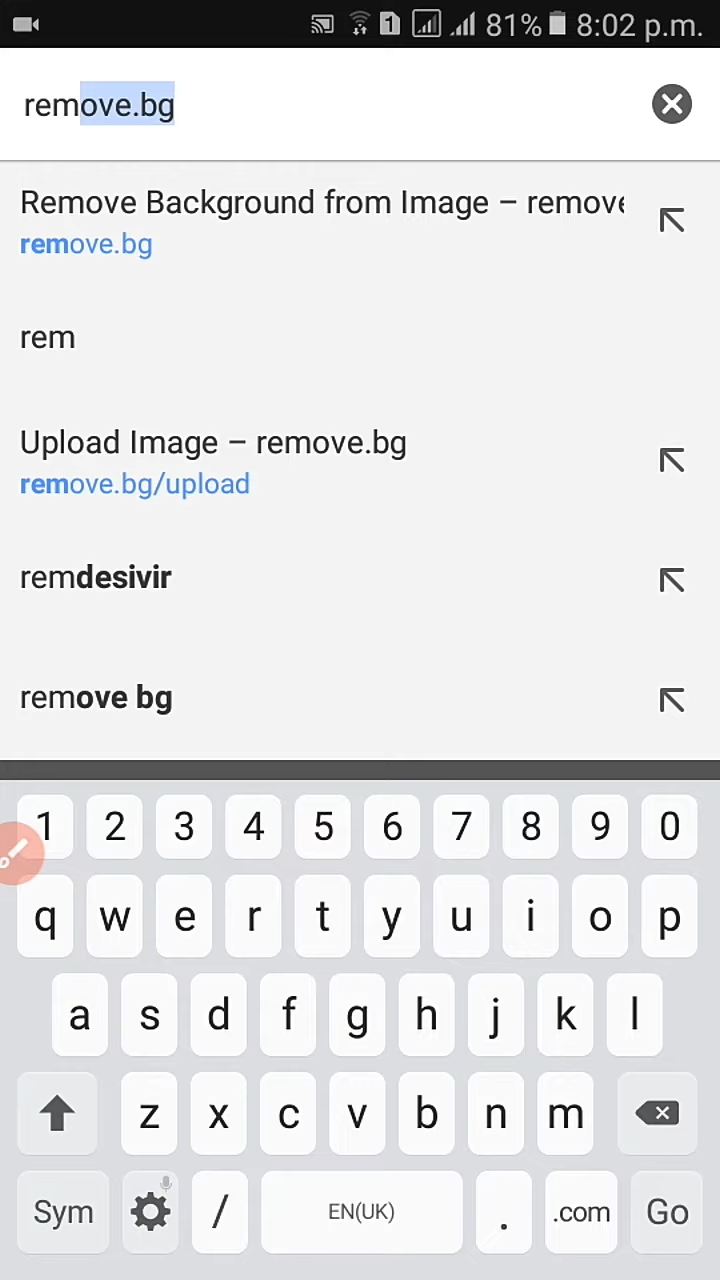 1 81% 8:02 p.m.
remove.bg
Remove Background from Image – remove
remove.bg
rem
Upload Image – remove.bg
remove.bg/upload
remdesivir
remove bg
1 2 3 4 5 6 7 8 9 0
q w e r t y u i o p
a s d f g h j k l
z x c v b n m
Sym / EN(UK) . .com Go